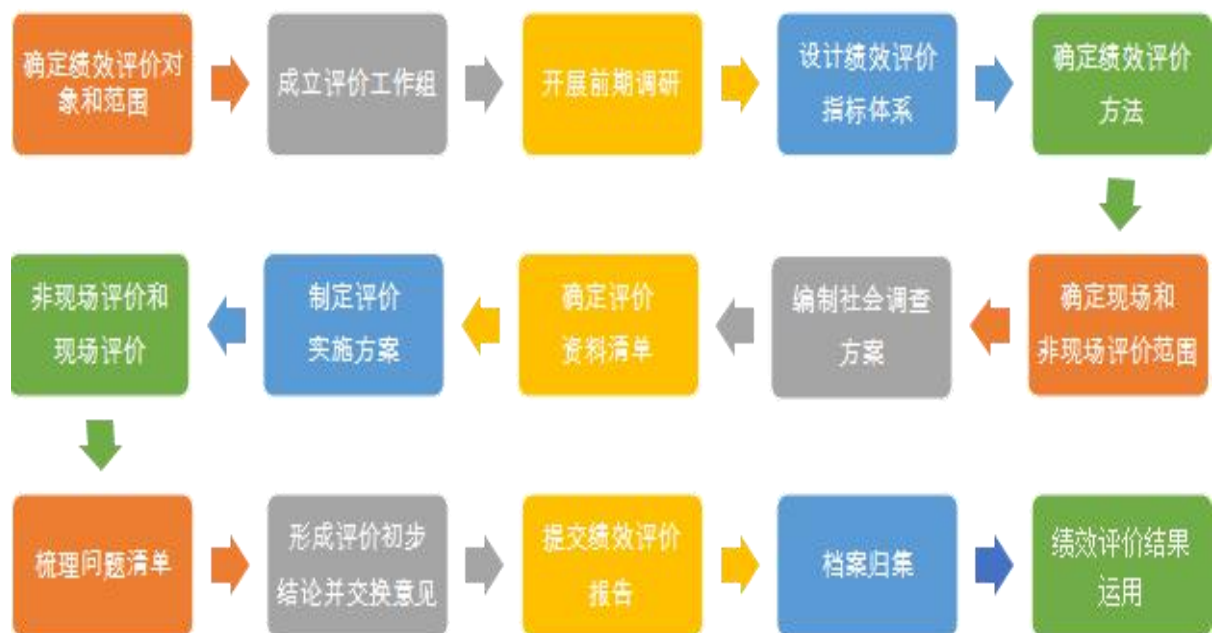 确定绩效评价对
象和范围
成立评价工作组
开展前期调研
设计绩效评价
指标体系
确定绩效评价
方法
确定现场和
非现场评价范围
编制社会调查
方案
确定评价
资料清单
制定评价
实施方案
非现场评价和
现场评价
梳理问题清单
形成评价初步
结论并交换意见
提交绩效评价
报告
档案归集
绩效评价结果
运用